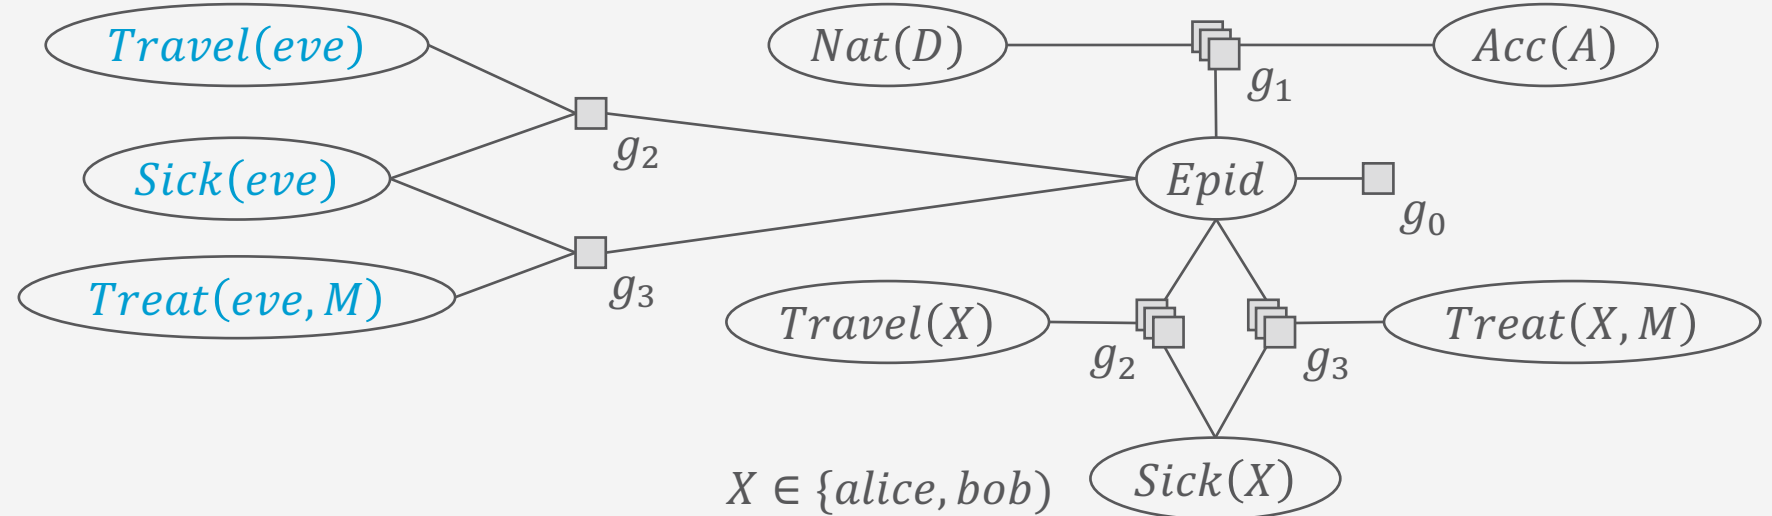 Travel(eve)
Nat(D)
Acc(A)
g₁
g₂
Sick(eve)
Epid
g₀
Treat(eve, M)
g₃
Travel(X)
Treat(X, M)
g₂
g₃
X ∈ {alice, bob)
Sick(X)